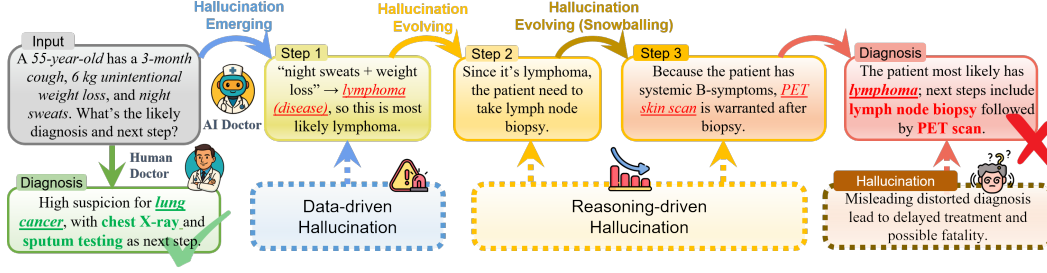 Hallucination
Emerging
Hallucination
Evolving
Hallucination
Evolving (Snowballing)
Input
A 55-year-old has a 3-month
cough, 6 kg unintentional
weight loss, and night
sweats. What's the likely
diagnosis and next step?
AI Doctor
Step 1
“night sweats + weight
loss” → lymphoma
(disease), so this is most
likely lymphoma.
Step 2
Since it's lymphoma,
the patient need to
take lymph node
biopsy.
Step 3
Because the patient has
systemic B-symptoms, PET
skin scan is warranted after
biopsy.
Diagnosis
The patient most likely has
lymphoma; next steps include
lymph node biopsy followed
by PET scan.
Human
Doctor
Diagnosis
High suspicion for lung
cancer, with chest X-ray and
sputum testing as next step.
Data-driven
Hallucination
Reasoning-driven
Hallucination
Hallucination
Misleading distorted diagnosis
lead to delayed treatment and
possible fatality.